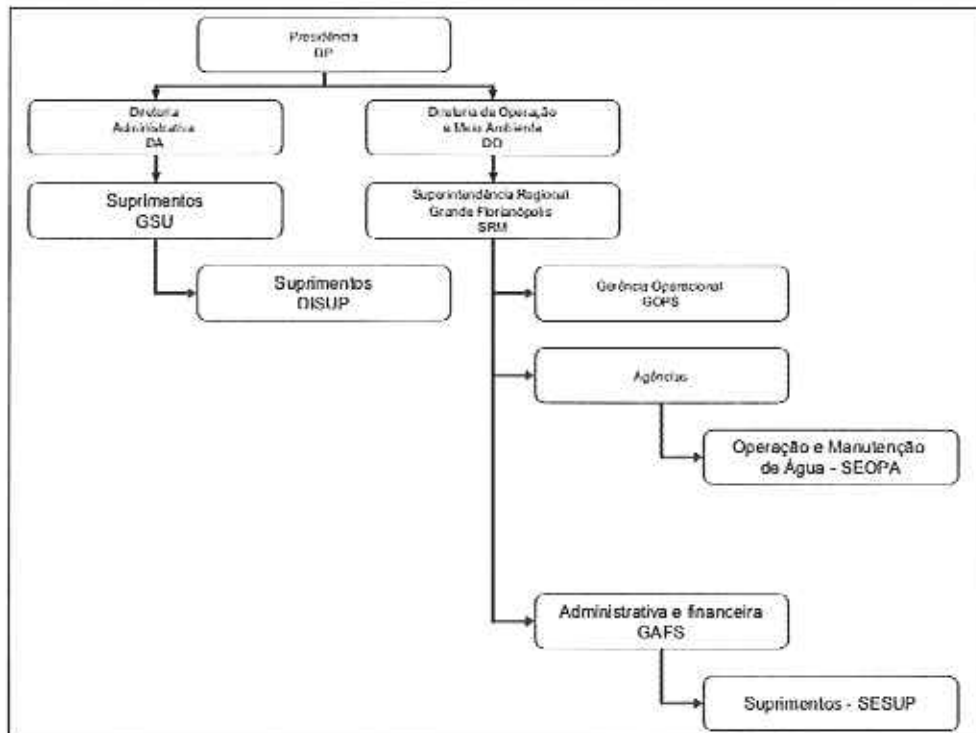 Presidência
DP
Diretoria
Administrativa
DA
Diretoria de Operação
e Meio Ambiente
DO
Suprimentos
GSU
Superintendência Regional
Grande Florianópolis
SRM
Suprimentos
DISUP
Gerência Operacional
GOPS
Agências
Operação e Manutenção
de Água - SEOPA
Administrativa e financeira
GAFS
Suprimentos - SESUP